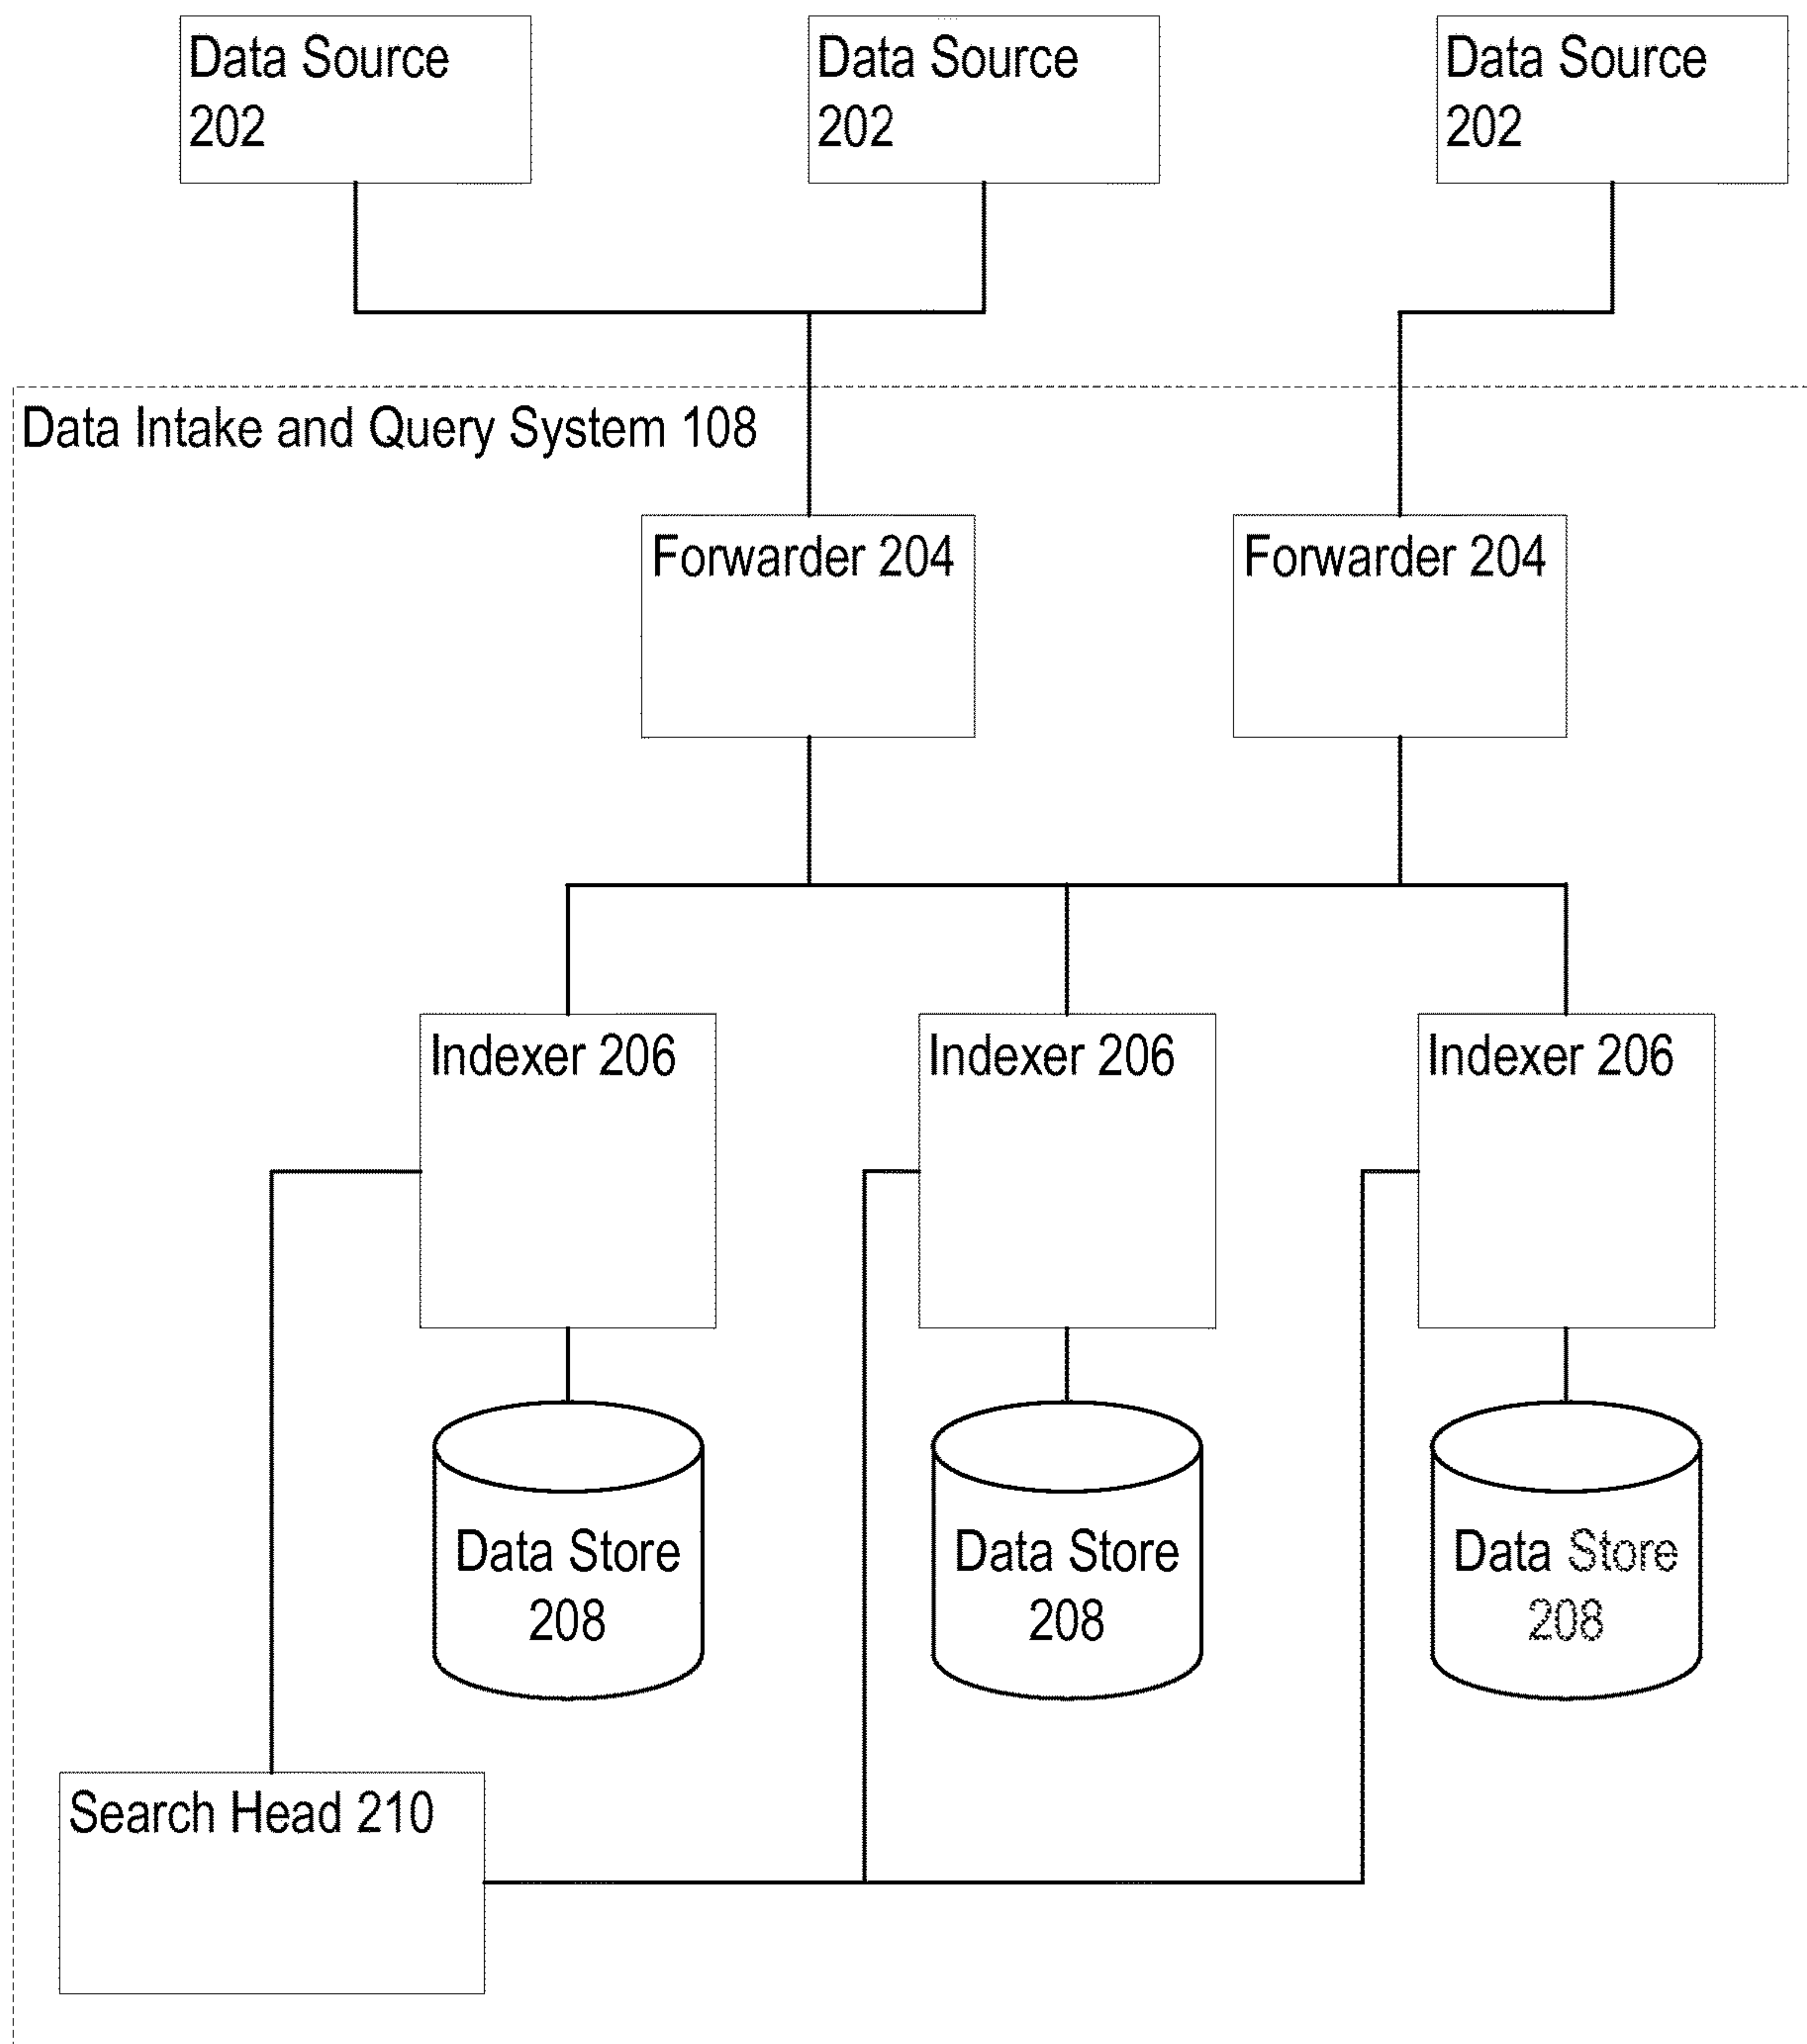 Data Source
202
Data Source
202
Data Source
202
Data Intake and Query System 108
Forwarder 204
Forwarder 204
Indexer 206
Indexer 206
Indexer 206
Data Store
208
Data Store
208
Data Store
208
Search Head 210